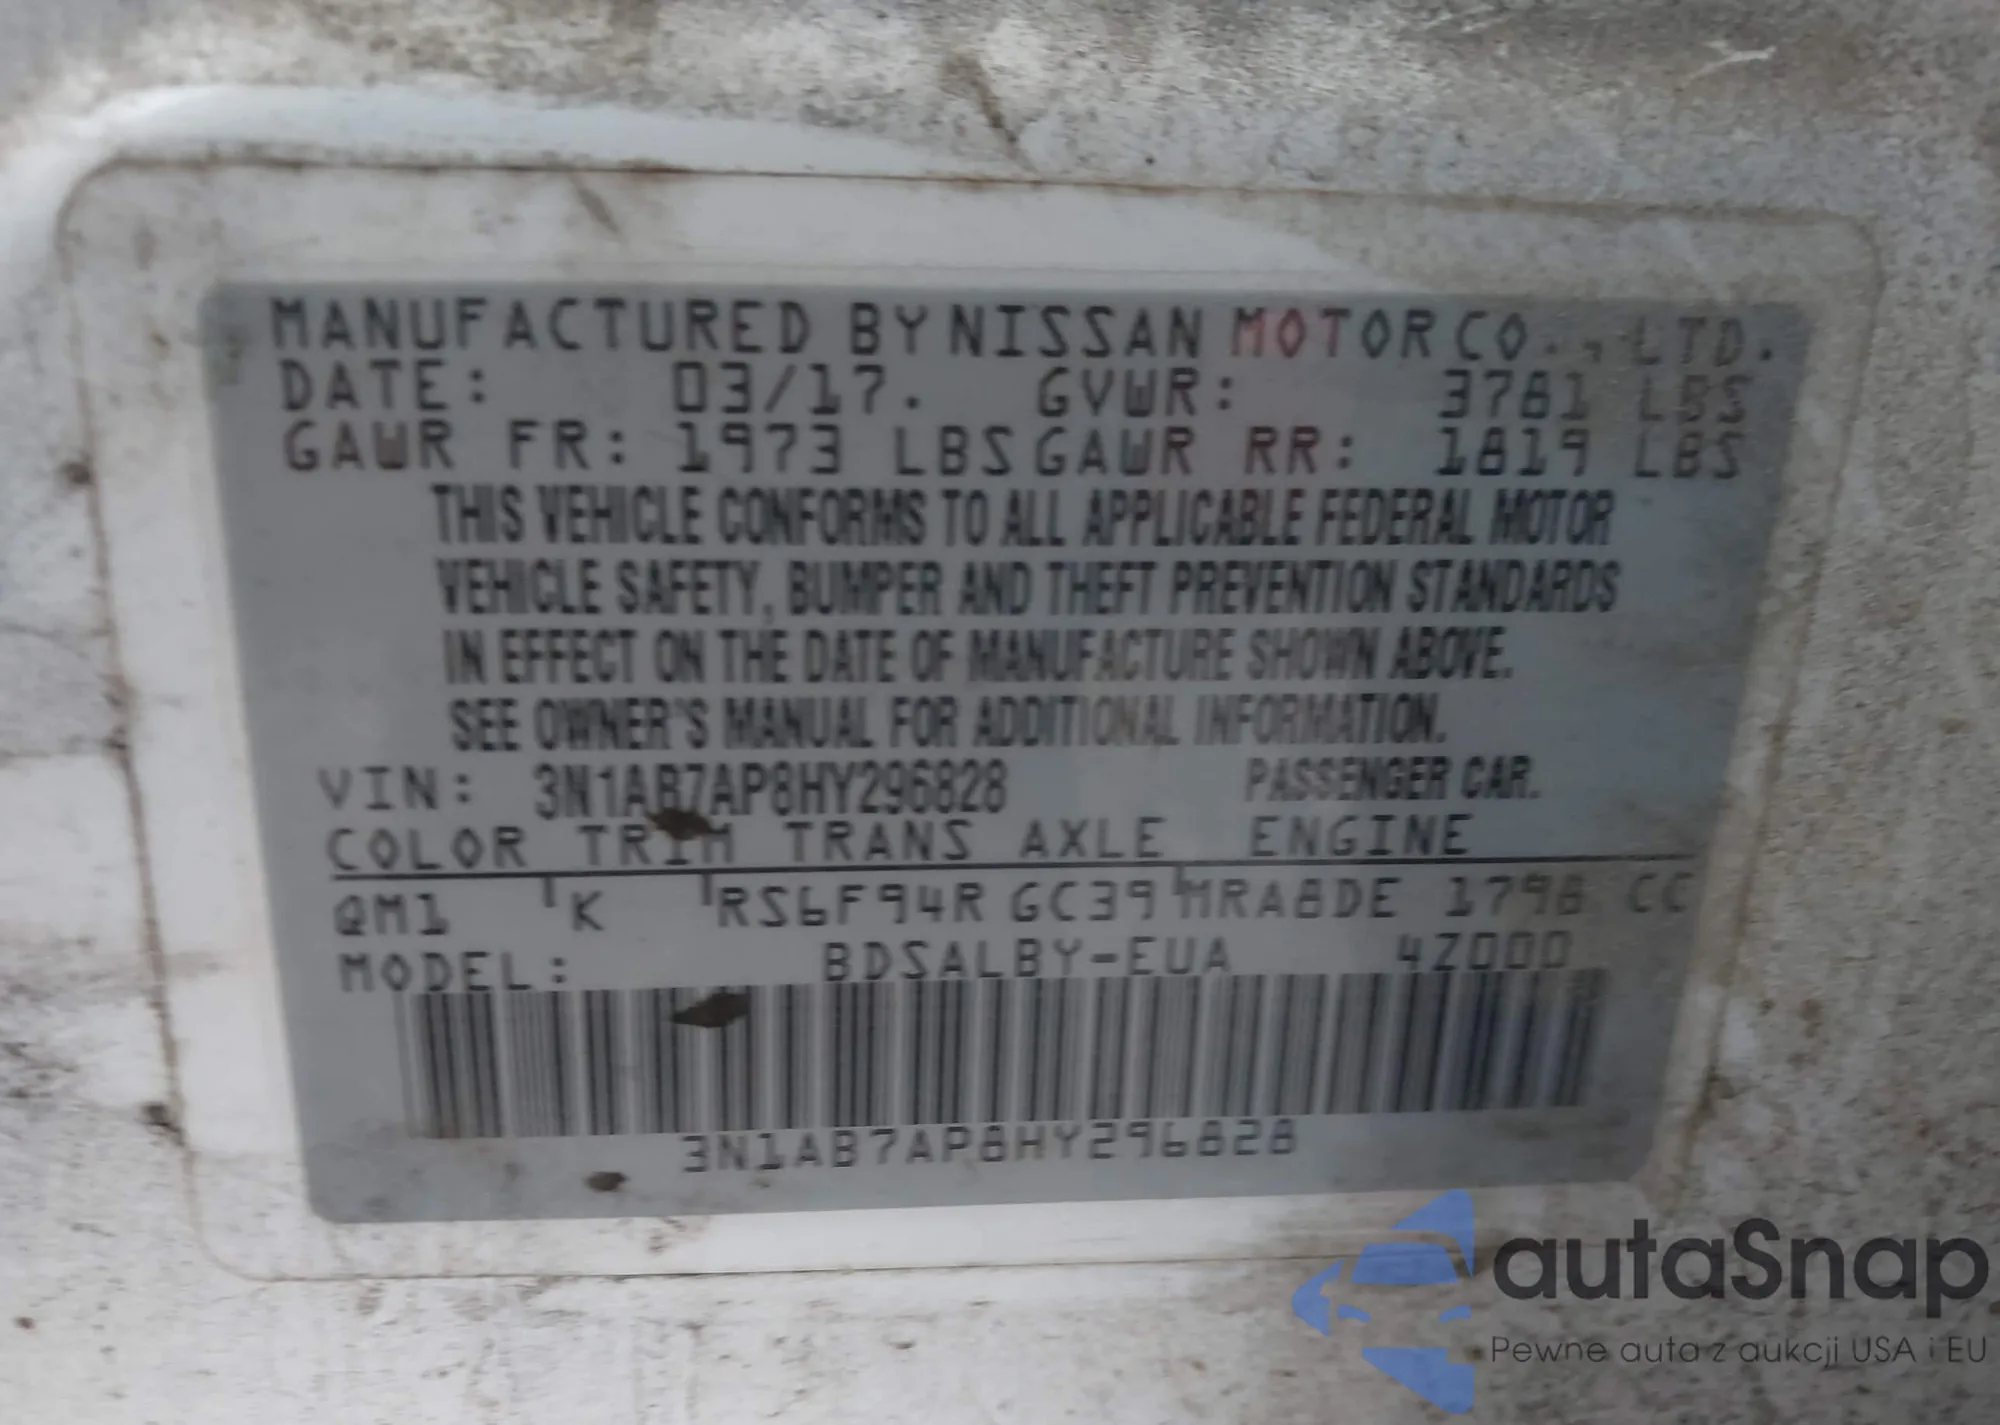 MANUFACTURED BY NISSAN MOTOR CO., LTD.
DATE: 03/17. GVWR: 3781 LBS
GAWR FR: 1973 LBS GAWR RR: 1819 LBS
THIS VEHICLE CONFORMS TO ALL APPLICABLE FEDERAL MOTOR
VEHICLE SAFETY, BUMPER AND THEFT PREVENTION STANDARDS
IN EFFECT ON THE DATE OF MANUFACTURE SHOWN ABOVE.
SEE OWNER'S MANUAL FOR ADDITIONAL INFORMATION.
VIN: 3N1AB7AP8HY296828 PASSENGER CAR.
COLOR TRIM TRANS AXLE ENGINE
QM1 K RS6F94R GC39 MRA8DE 1798 CC
MODEL: BDSALBY-EUA 4Z000
3N1AB7AP8HY296828
autaSnap
Pewne auta z aukcji USA i EU